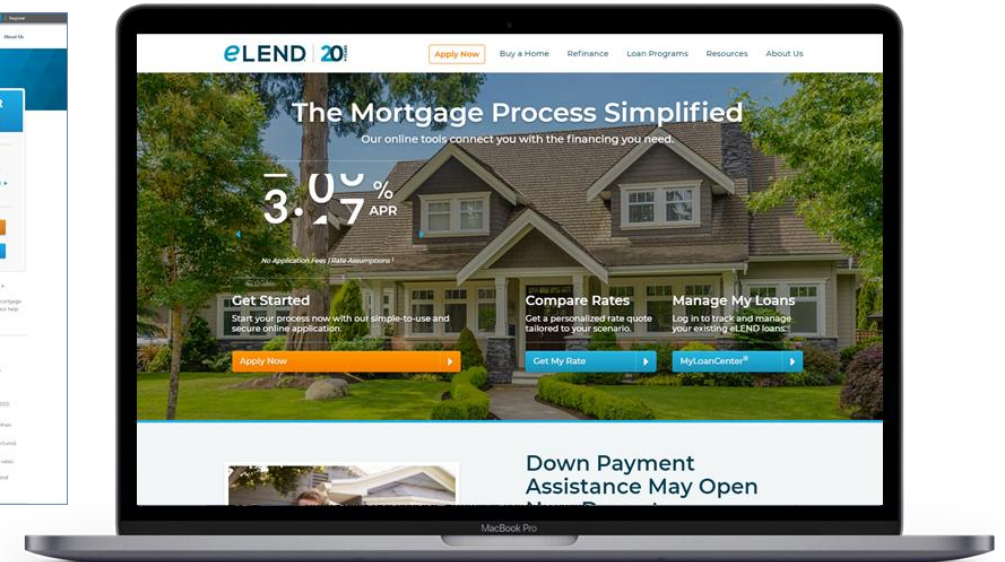 Register
About Us
eLEND 20 YEARS
Apply Now
Buy a Home
Refinance
Loan Programs
Resources
About Us
The Mortgage Process Simplified
Our online tools connect you with the financing you need.
%
APR
No Application Fees | Rate Assumptions
Get Started
Start your process now with our simple-to-use and
secure online application.
Apply Now
Compare Rates
Get a personalized rate quote
tailored to your scenario.
Get My Rate
Manage My Loans
Log in to track and manage
your existing eLEND loans.
MyLoanCenter®
Down Payment
Assistance May Open
MacBook Pro